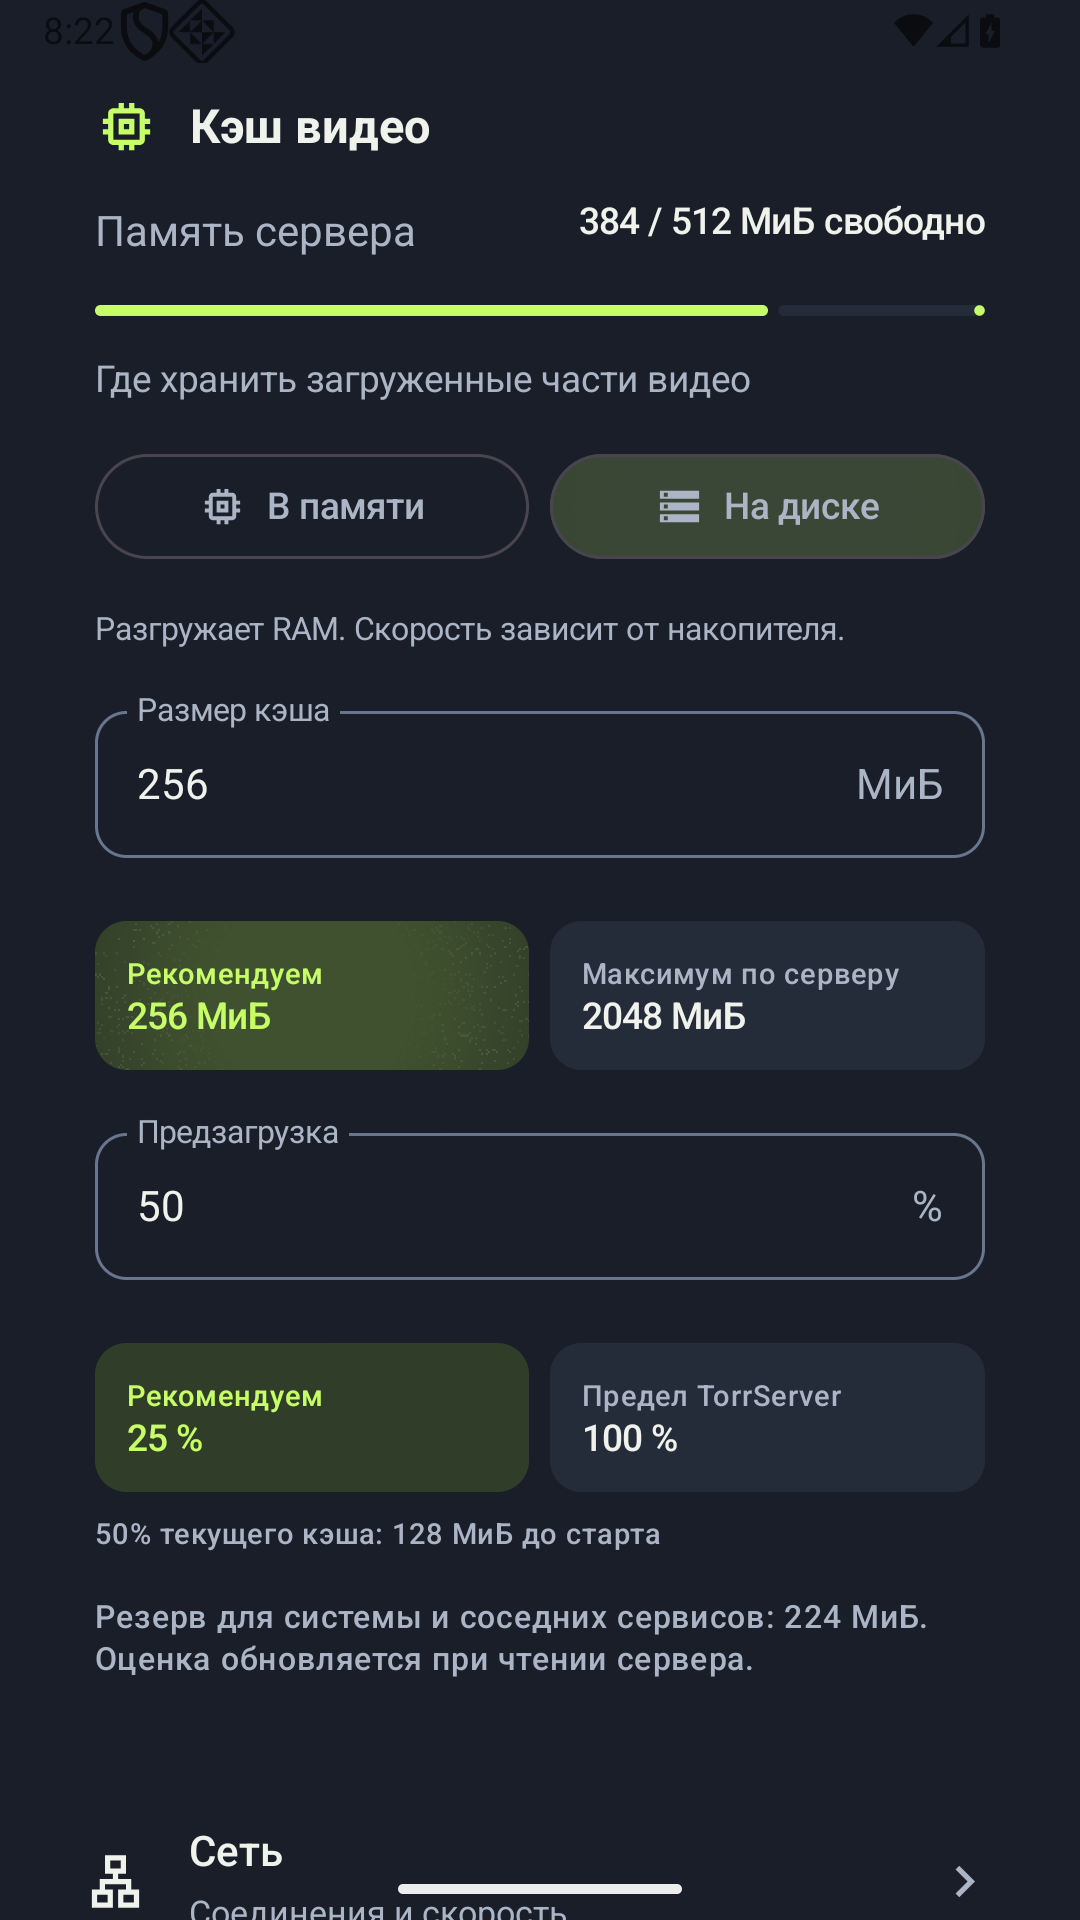 8:22
Кэш видео
Память сервера
384 / 512 МиБ свободно
Где хранить загруженные части видео
В памяти
На диске
Разгружает RAM. Скорость зависит от накопителя.
Размер кэша
256
МиБ
Рекомендуем
256 МиБ
Максимум по серверу
2048 МиБ
Предзагрузка
50
%
Рекомендуем
25 %
Предел TorrServer
100 %
50% текущего кэша: 128 МиБ до старта
Резерв для системы и соседних сервисов: 224 МиБ.
Оценка обновляется при чтении сервера.
Сеть
Соединения и скорость